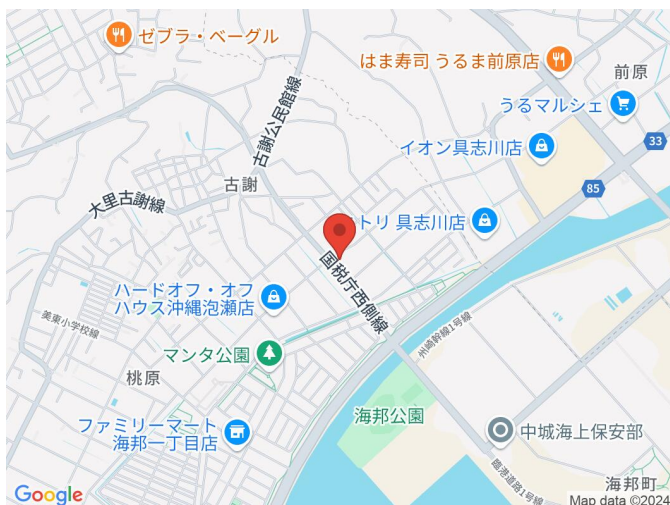 ゼブラ・ベーグル
はま寿司 うるま前原店
前原
うるマルシェ
古謝公民館線
イオン具志川店
33
85
古謝
大里古謝線
トリ 具志川店
国税庁西側線
ハードオフ・オフ
ハウス沖縄泡瀬店
美東小学校線
州崎幹線1号線
マンタ公園
桃原
海邦公園
ファミリーマート
海邦一丁目店
中城海上保安部
臨港道路1号線
海邦町
Google
Map data ©2024